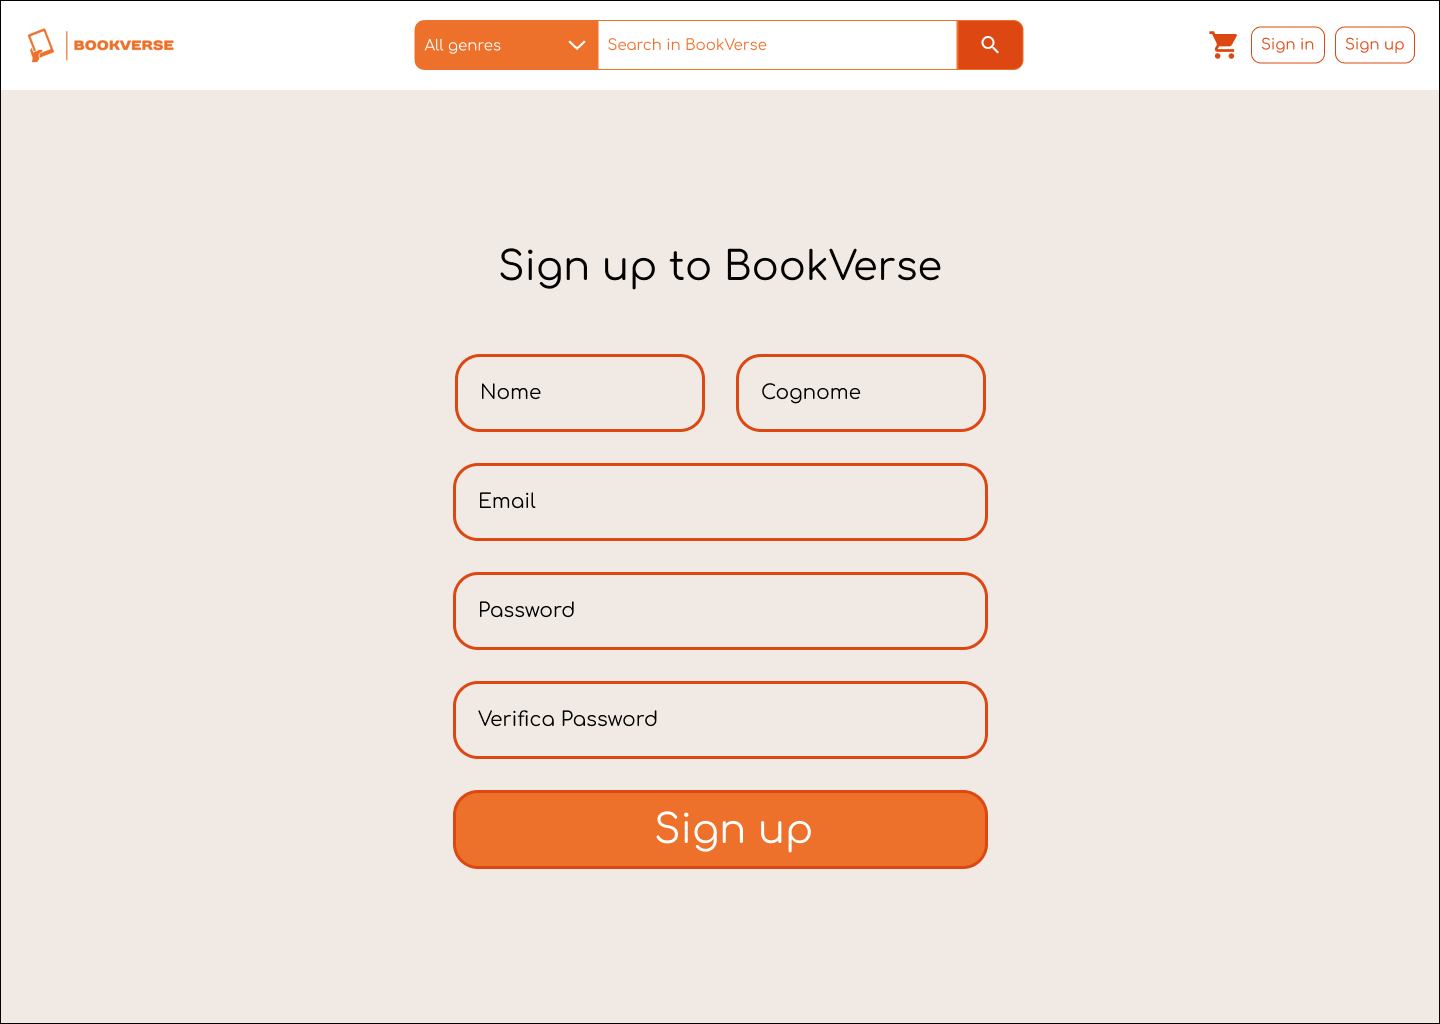 BOOKVERSE
All genres
Search in BookVerse
Sign in
Sign up
Sign up to BookVerse
Nome
Cognome
Email
Password
Verifica Password
Sign up